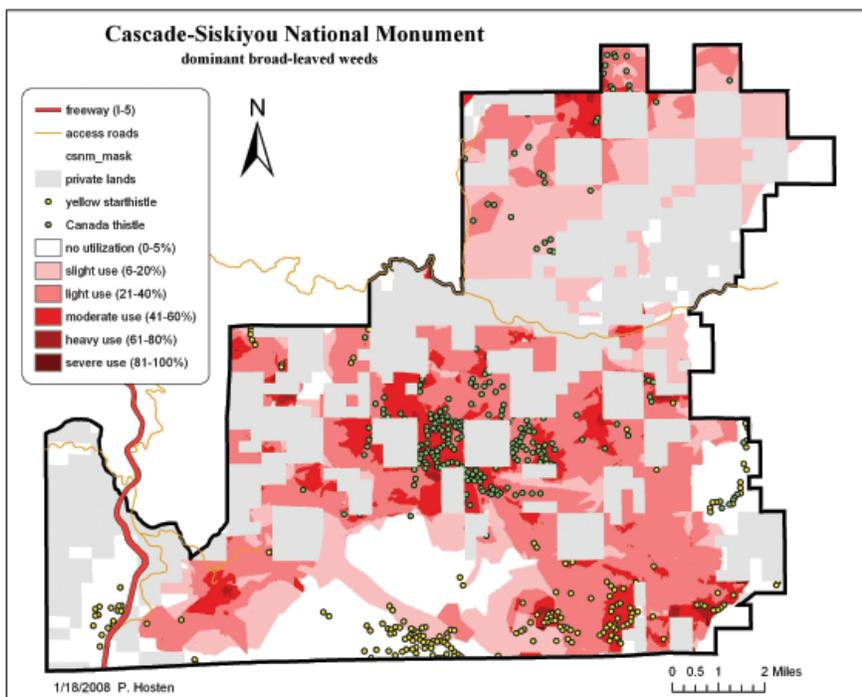 Cascade-Siskiyou National Monument
dominant broad-leaved weeds
freeway (I-5)
access roads
csnm_mask
private lands
yellow starthistle
Canada thistle
no utilization (0-5%)
slight use (6-20%)
light use (21-40%)
moderate use (41-60%)
heavy use (61-80%)
severe use (81-100%)
N
0 0.5 1 2 Miles
1/18/2008 P. Hosten